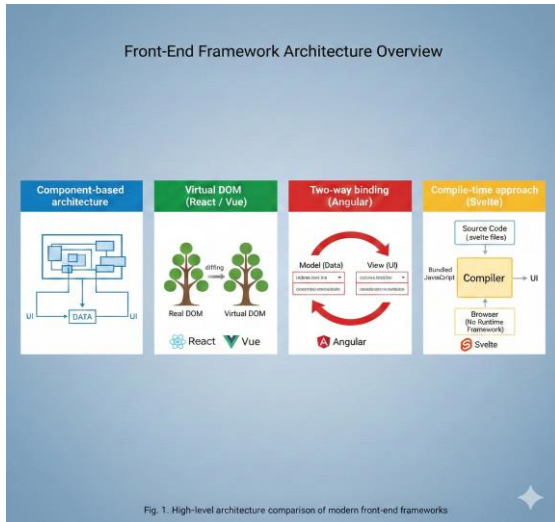 Front-End Framework Architecture Overview
Component-based
architecture
UI
DATA
UI
Virtual DOM
(React / Vue)
diffing
Real DOM
Virtual DOM
React
Vue
Two-way binding
(Angular)
Model (Data)
View (UI)
Angular
Compile-time approach
(Svelte)
Source Code
(.svelte files)
Bundled
JavaScript
Compiler
UI
Browser
(No Runtime
Framework)
Svelte
Fig. 1. High-level architecture comparison of modern front-end frameworks